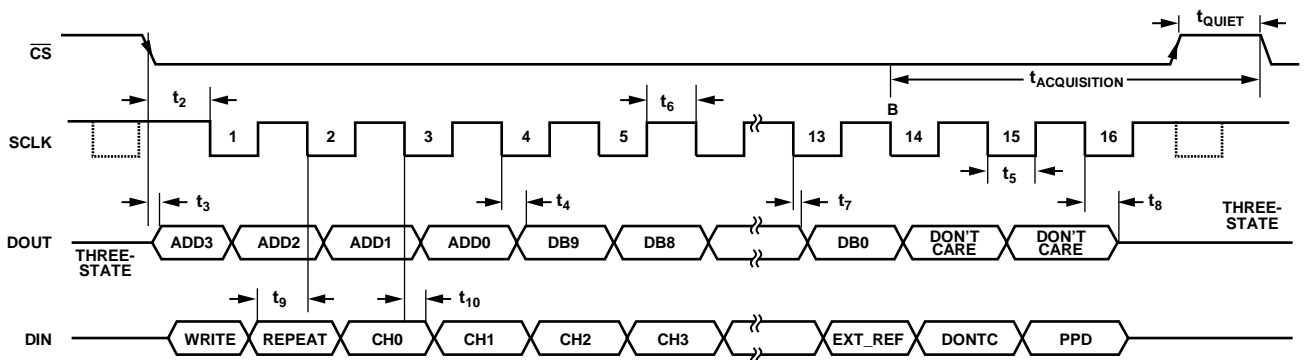 tQUIET
CS
tACQUISITION
t2
t6
B
SCLK
1 2 3 4 5 13 14 15 16
t5
t3 t4 t7 t8
DOUT
THREE-
STATE
ADD3 ADD2 ADD1 ADD0 DB9 DB8 DB0 DON'T
CARE
DON'T
CARE
THREE-
STATE
t9 t10
DIN
WRITE REPEAT CH0 CH1 CH2 CH3 EXT_REF DONTC PPD